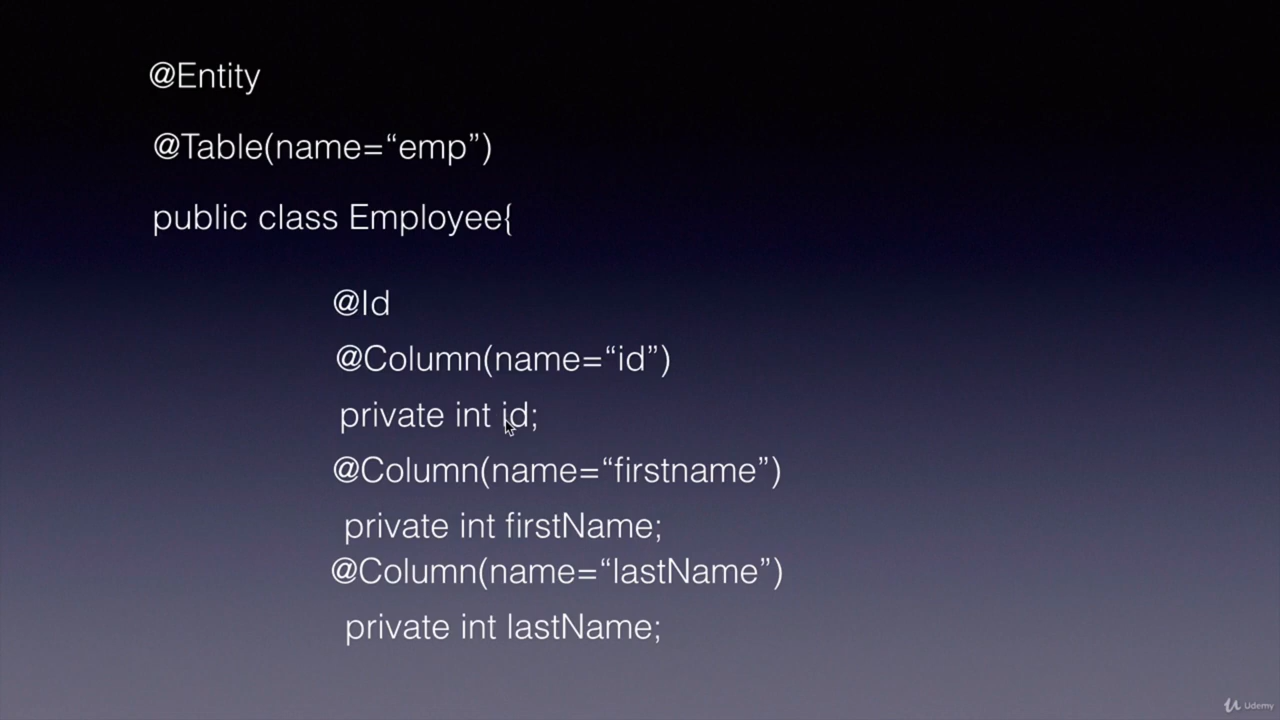 @Entity
@Table(name=“emp”)
public class Employee{
@Id
@Column(name=“id”)
private int id;
@Column(name=“firstname”)
private int firstName;
@Column(name=“lastName”)
private int lastName;
Udemy